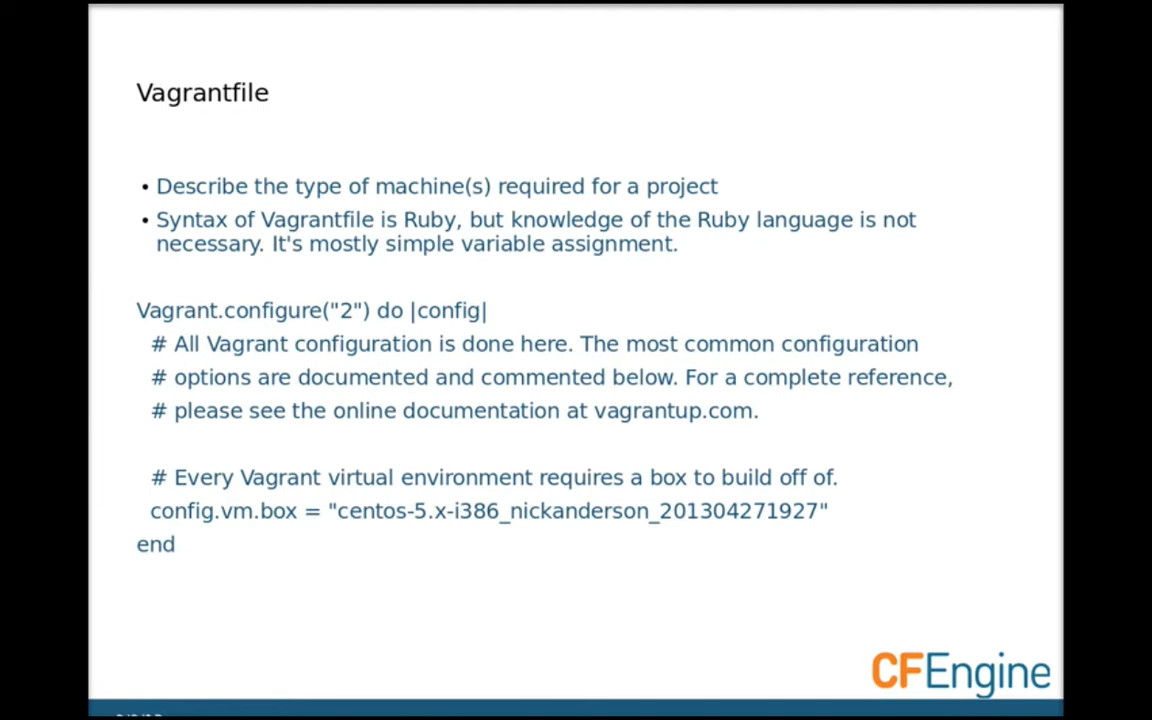 Vagrantfile
• Describe the type of machine(s) required for a project
• Syntax of Vagrantfile is Ruby, but knowledge of the Ruby language is not
necessary. It's mostly simple variable assignment.
Vagrant.configure("2") do |config|
# All Vagrant configuration is done here. The most common configuration
# options are documented and commented below. For a complete reference,
# please see the online documentation at vagrantup.com.
# Every Vagrant virtual environment requires a box to build off of.
config.vm.box = "centos-5.x-i386_nickanderson_201304271927"
end
CFEngine